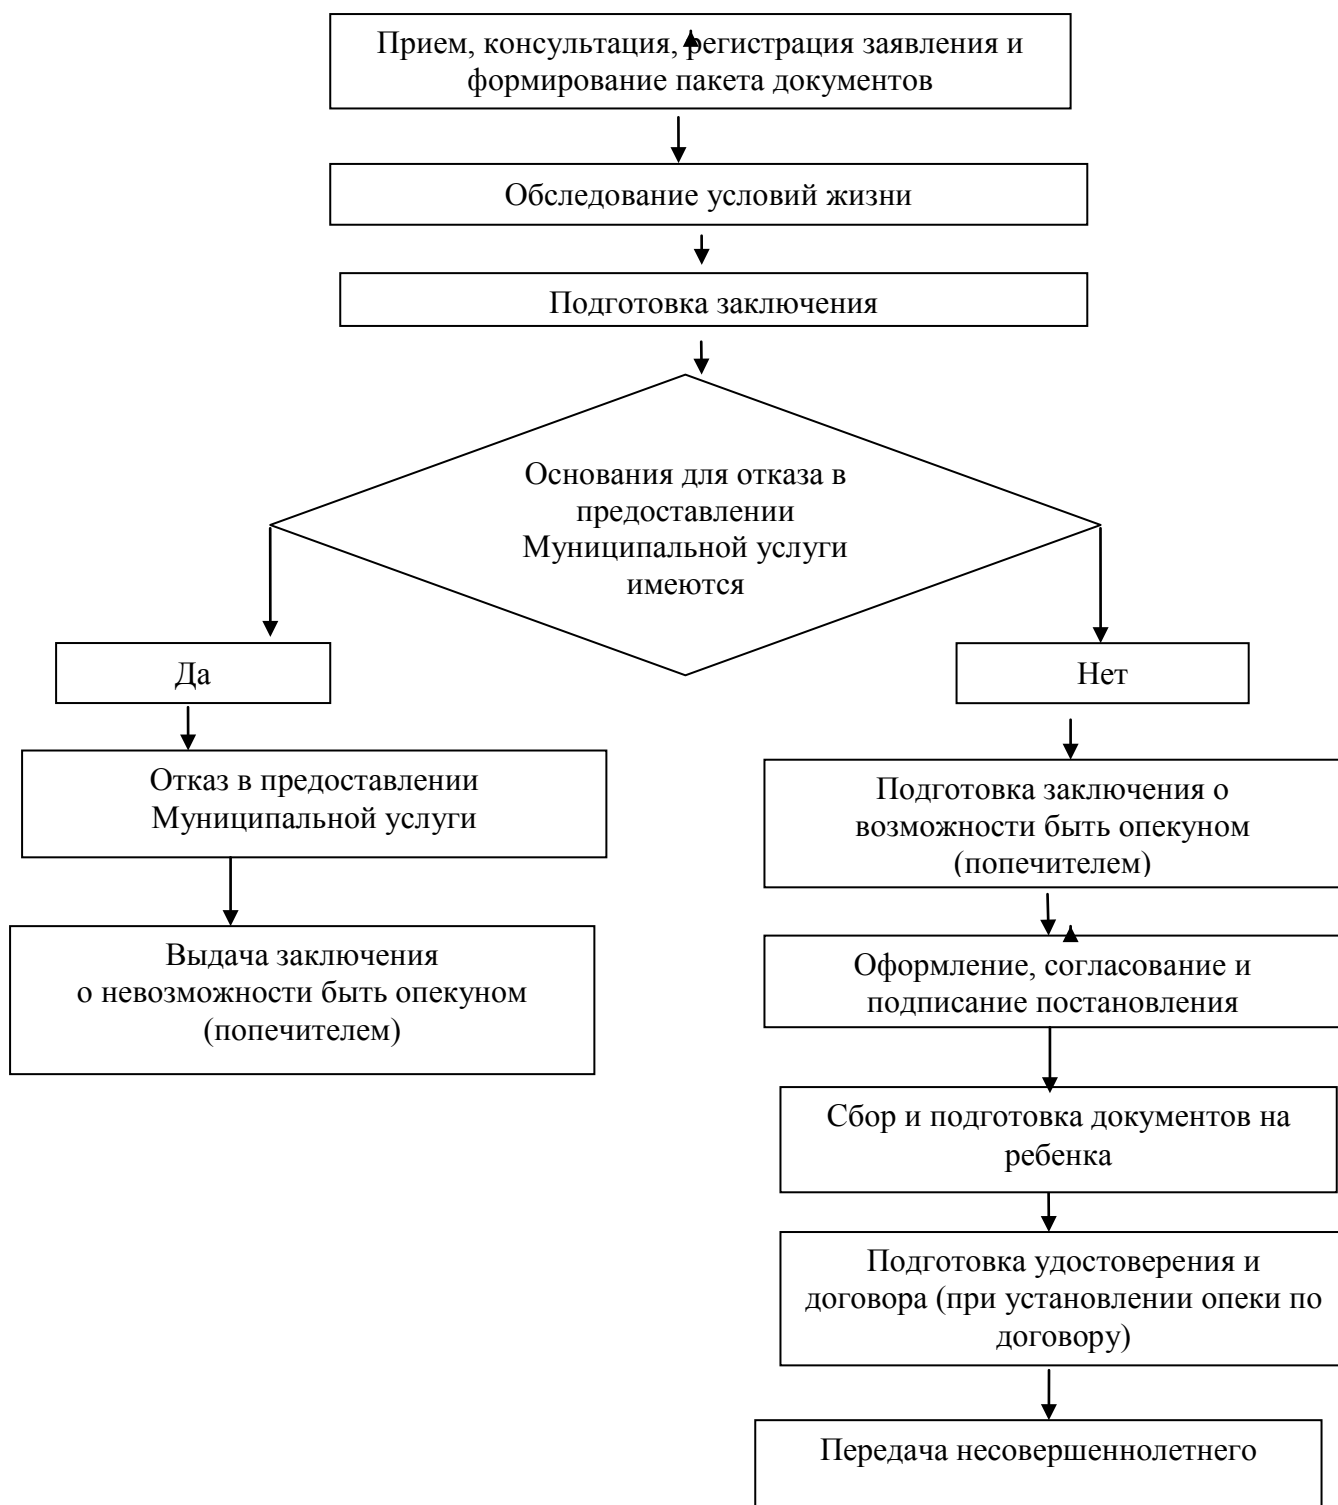 Прием, консультация, регистрация заявления и
формирование пакета документов
Обследование условий жизни
Подготовка заключения
Основания для отказа в
предоставлении
Муниципальной услуги
имеются
Да
Нет
Отказ в предоставлении
Муниципальной услуги
Подготовка заключения о
возможности быть опекуном
(попечителем)
Выдача заключения
о невозможности быть опекуном
(попечителем)
Оформление, согласование и
подписание постановления
Сбор и подготовка документов на
ребенка
Подготовка удостоверения и
договора (при установлении опеки по
договору)
Передача несовершеннолетнего